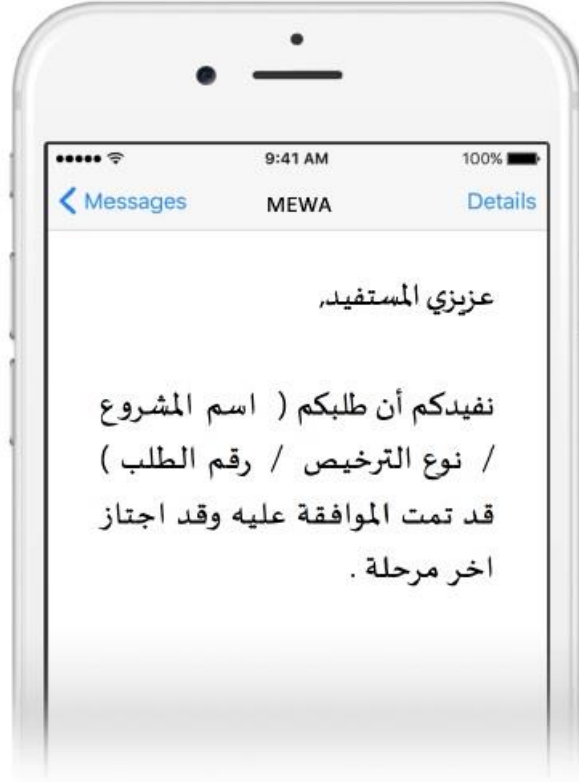 9:41 AM 100%
Messages MEWA Details
عزيزي المستفيد,
نفيدكم أن طلبكم ( اسم المشروع
/ نوع الترخيص / رقم الطلب )
قد تمت الموافقة عليه وقد اجتاز
اخر مرحلة .